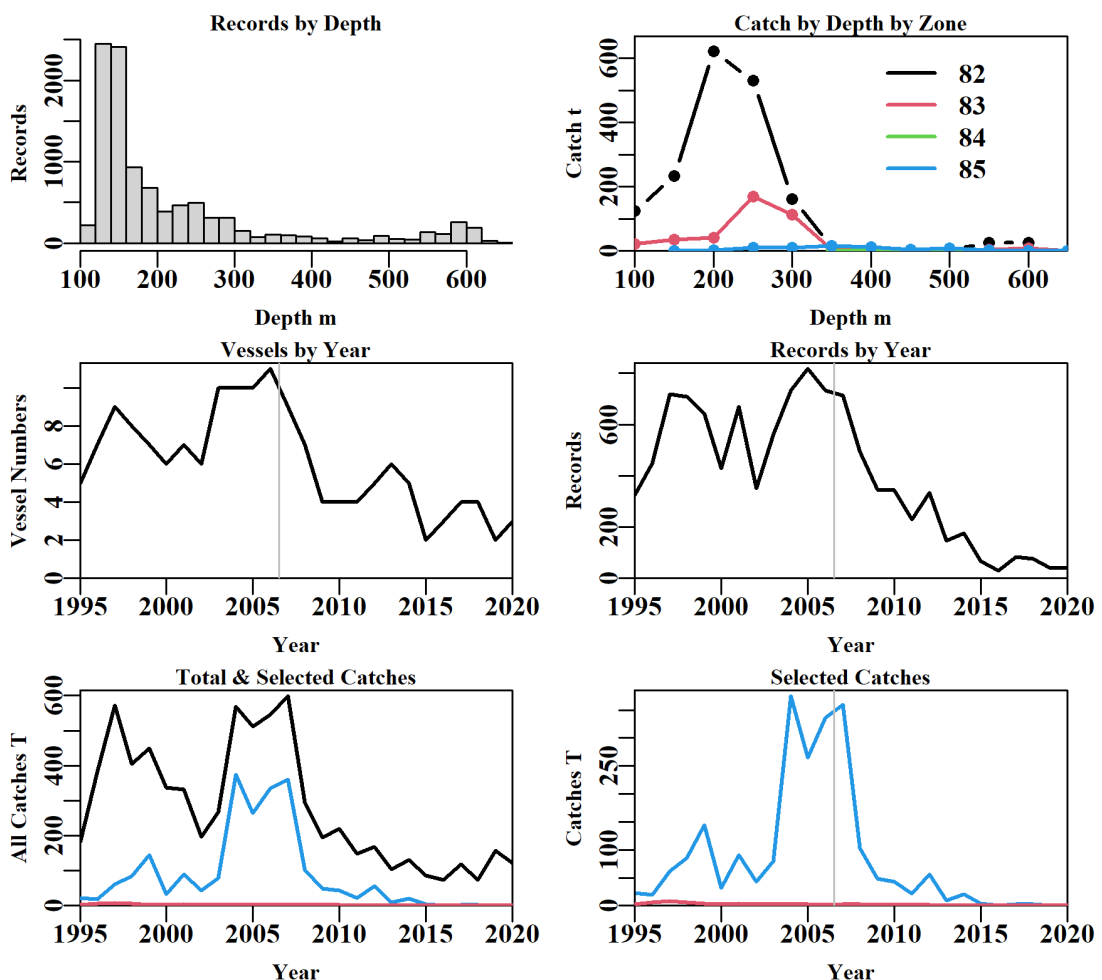 Records by Depth
Records
0
1000
2000
100 200 300 400 500 600
Depth m
Catch by Depth by Zone
Catch t
0
200
400
600
82
83
84
85
100 200 300 400 500 600
Depth m
Vessels by Year
Vessel Numbers
0
2
4
6
8
1995 2000 2005 2010 2015 2020
Year
Records by Year
Records
0
200
600
1995 2000 2005 2010 2015 2020
Year
Total & Selected Catches
All Catches T
0
200
400
600
1995 2000 2005 2010 2015 2020
Year
Selected Catches
Catches T
0
100
250
1995 2000 2005 2010 2015 2020
Year